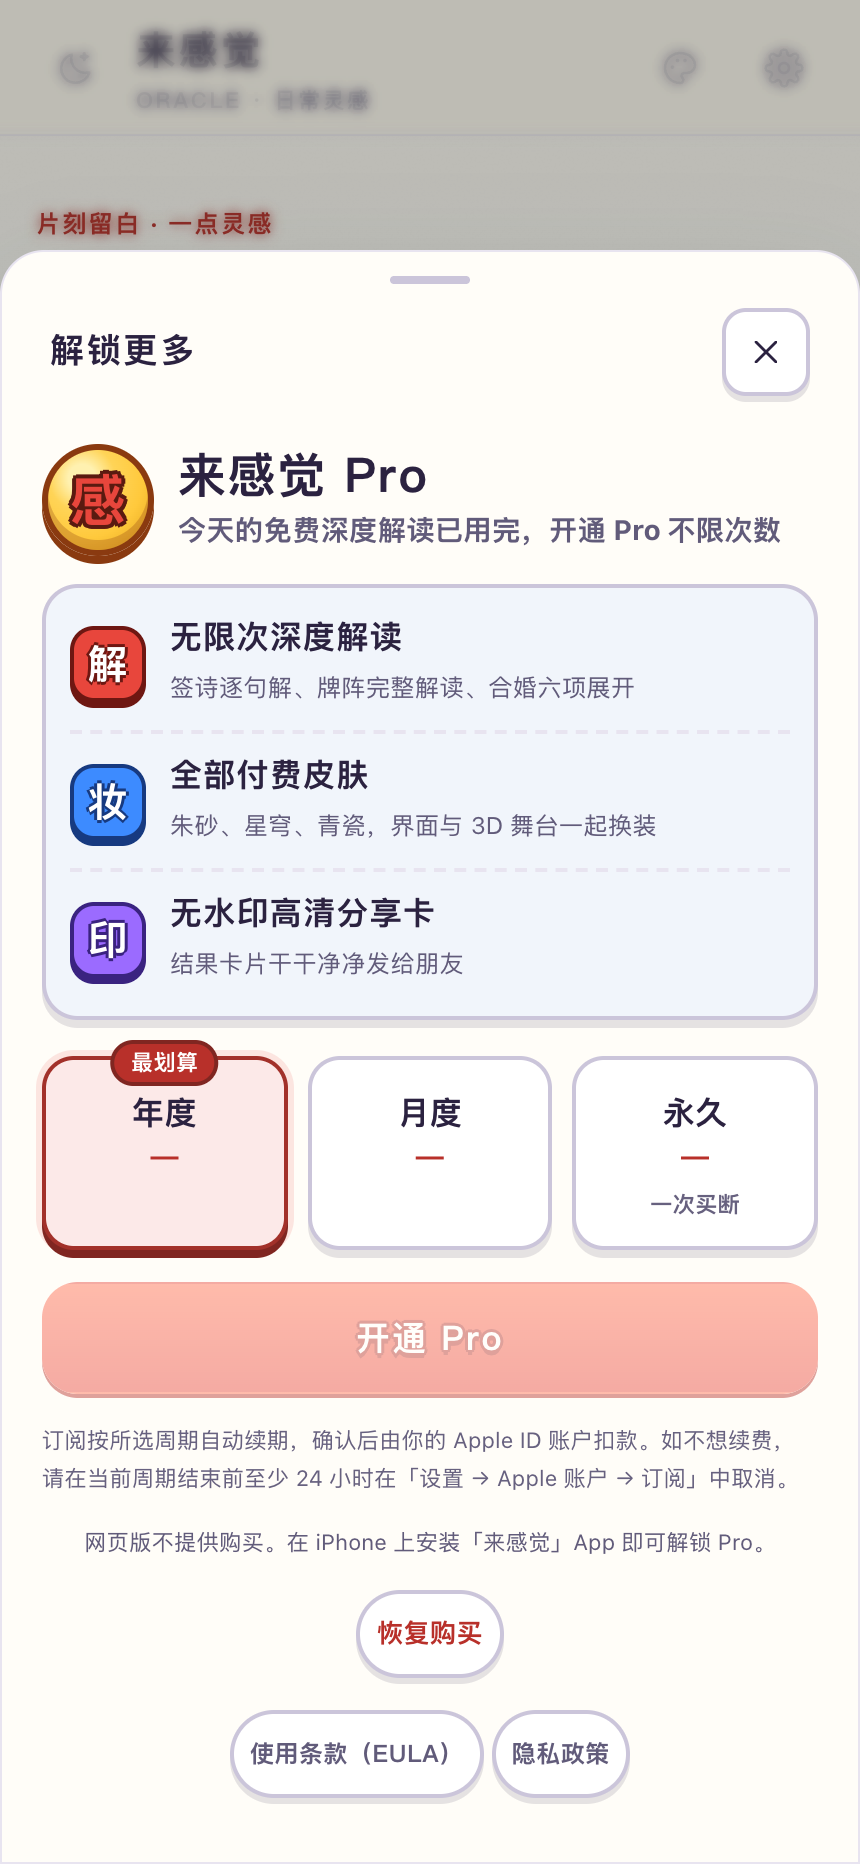 来感觉
ORACLE · 日常灵感
片刻留白 · 一点灵感
解锁更多
感
来感觉 Pro
今天的免费深度解读已用完，开通 Pro 不限次数
解
无限次深度解读
签诗逐句解、牌阵完整解读、合婚六项展开
妆
全部付费皮肤
朱砂、星穹、青瓷，界面与 3D 舞台一起换装
印
无水印高清分享卡
结果卡片干干净净发给朋友
最划算
年度
—
月度
—
永久
—
一次买断
开通 Pro
订阅按所选周期自动续期，确认后由你的 Apple ID 账户扣款。如不想续费，
请在当前周期结束前至少 24 小时在「设置 → Apple 账户 → 订阅」中取消。
网页版不提供购买。在 iPhone 上安装「来感觉」App 即可解锁 Pro。
恢复购买
使用条款（EULA）
隐私政策